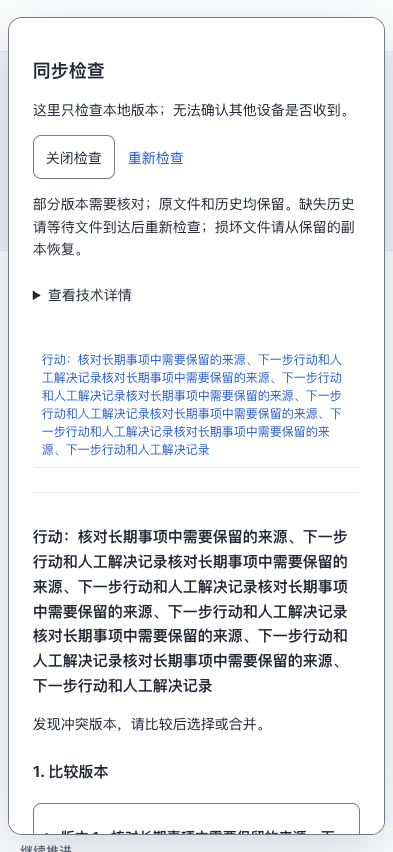 同步检查
这里只检查本地版本；无法确认其他设备是否收到。
关闭检查 重新检查
部分版本需要核对；原文件和历史均保留。缺失历史
请等待文件到达后重新检查；损坏文件请从保留的副
本恢复。
查看技术详情
行动：核对长期事项中需要保留的来源、下一步行动和人
工解决记录核对长期事项中需要保留的来源、下一步行动
和人工解决记录核对长期事项中需要保留的来源、下一步
行动和人工解决记录核对长期事项中需要保留的来源、下
一步行动和人工解决记录核对长期事项中需要保留的来
源、下一步行动和人工解决记录
行动：核对长期事项中需要保留的来源、下一步
行动和人工解决记录核对长期事项中需要保留的
来源、下一步行动和人工解决记录核对长期事项
中需要保留的来源、下一步行动和人工解决记录
核对长期事项中需要保留的来源、下一步行动和
人工解决记录核对长期事项中需要保留的来源、
下一步行动和人工解决记录
发现冲突版本，请比较后选择或合并。
1. 比较版本